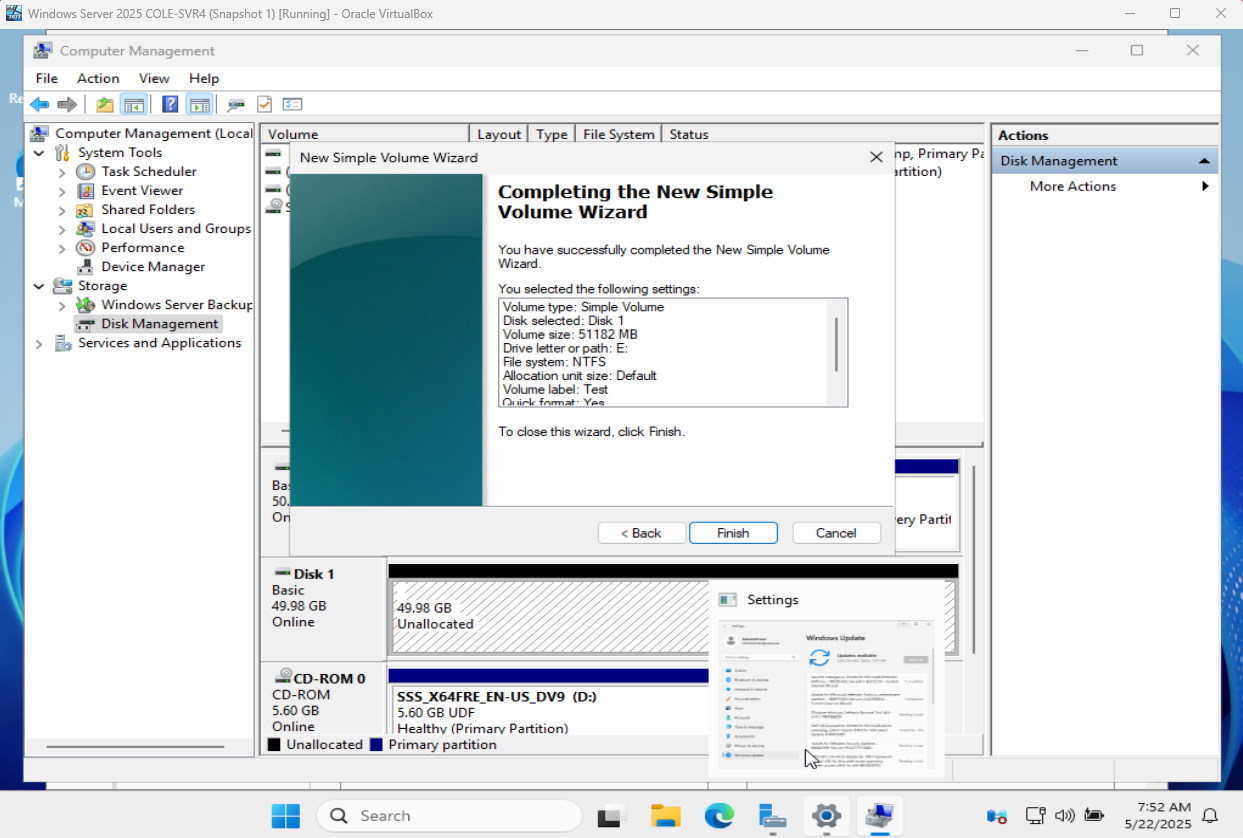 Windows Server 2025 COLE-SVR4 (Snapshot 1) [Running] - Oracle VirtualBox
Computer Management
File Action View Help
Computer Management (Local
System Tools
Task Scheduler
Event Viewer
Shared Folders
Local Users and Groups
Performance
Device Manager
Storage
Windows Server Backup
Disk Management
Services and Applications
Volume Layout Type File System Status
mp, Primary Pa
artition)
New Simple Volume Wizard
Completing the New Simple
Volume Wizard
You have successfully completed the New Simple Volume
Wizard.
You selected the following settings:
Volume type: Simple Volume
Disk selected: Disk 1
Volume size: 51182 MB
Drive letter or path: E:
File system: NTFS
Allocation unit size: Default
Volume label: Test
Quick format: Yes
To close this wizard, click Finish.
< Back Finish Cancel
Bas
50.
On
ery Partit
Disk 1
Basic
49.98 GB
Online
49.98 GB
Unallocated
CD-ROM 0
CD-ROM
5.60 GB
Online
SSS_X64FRE_EN-US_DV9 (D:)
5.60 GB UDF
Healthy (Primary Partition)
Unallocated Primary partition
Actions
Disk Management
More Actions
Settings
Windows Update
Search
7:52 AM
5/22/2025